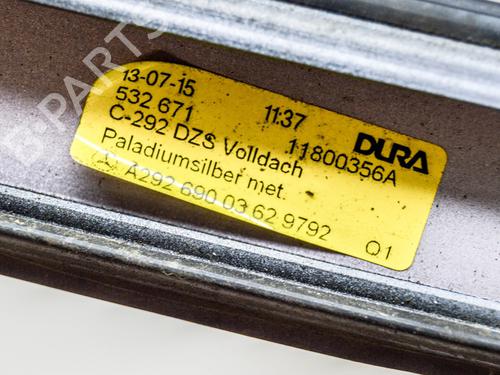 13-07-15 11:37 DURA
532 671 11800356A
C-292 DZS Volldach
Paladiumsilber met.
A292 690 03 62 9792 Q1